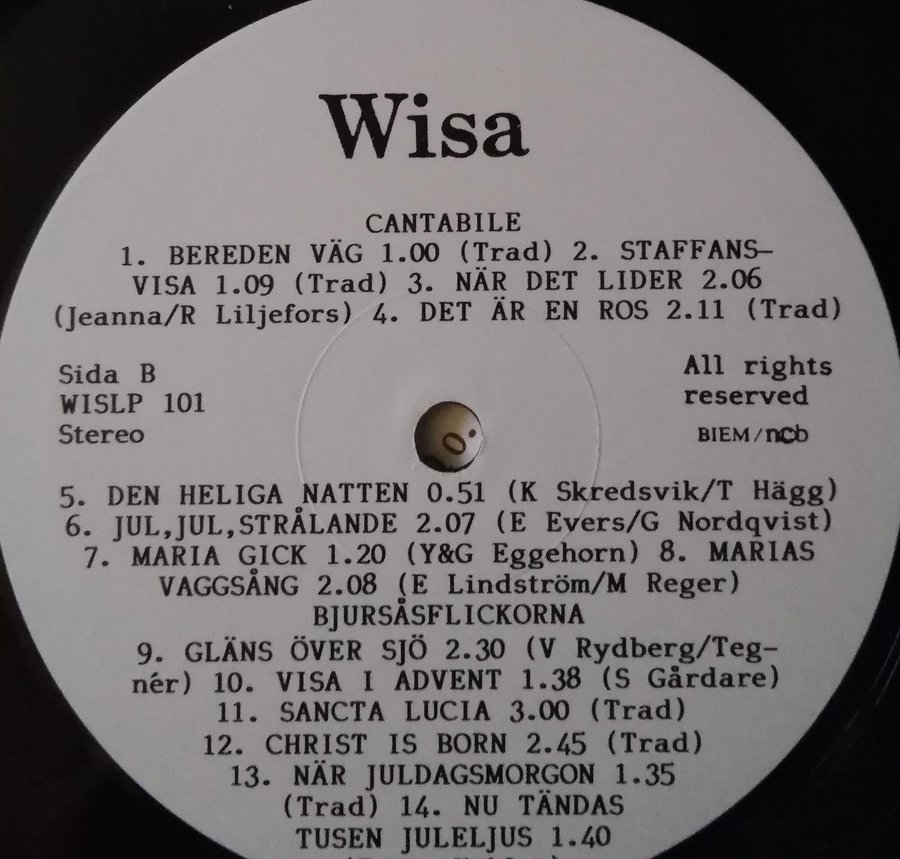 Wisa
CANTABILE
1. BEREDEN VÄG 1.00 (Trad) 2. STAFFANS-
VISA 1.09 (Trad) 3. NÄR DET LIDER 2.06
(Jeanna/R Liljefors) 4. DET ÄR EN ROS 2.11 (Trad)
Sida B
WISLP 101
Stereo
All rights
reserved
BIEM/ncb
5. DEN HELIGA NATTEN 0.51 (K Skredsvik/T Hägg)
6. JUL,JUL,STRÅLANDE 2.07 (E Evers/G Nordqvist)
7. MARIA GICK 1.20 (Y&G Eggehorn) 8. MARIAS
VAGGSÅNG 2.08 (E Lindström/M Reger)
BJURSÅSFLICKORNA
9. GLÄNS ÖVER SJÖ 2.30 (V Rydberg/Teg-
nér) 10. VISA I ADVENT 1.38 (S Gårdare)
11. SANCTA LUCIA 3.00 (Trad)
12. CHRIST IS BORN 2.45 (Trad)
13. NÄR JULDAGSMORGON 1.35
(Trad) 14. NU TÄNDAS
TUSEN JULELJUS 1.40